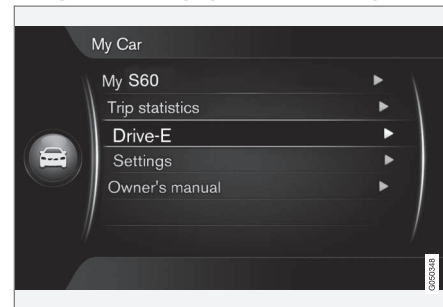 My Car
My S60
Trip statistics
Drive-E
Settings
Owner's manual
G050348